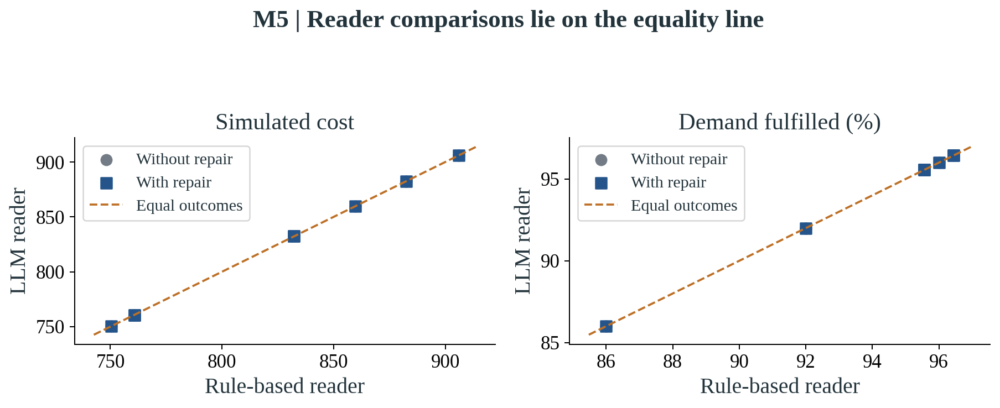 M5 | Reader comparisons lie on the equality line
Simulated cost
Without repair
With repair
Equal outcomes
LLM reader
900
850
800
750
750 800 850 900
Rule-based reader
Demand fulfilled (%)
Without repair
With repair
Equal outcomes
LLM reader
95
90
85
86 88 90 92 94 96
Rule-based reader